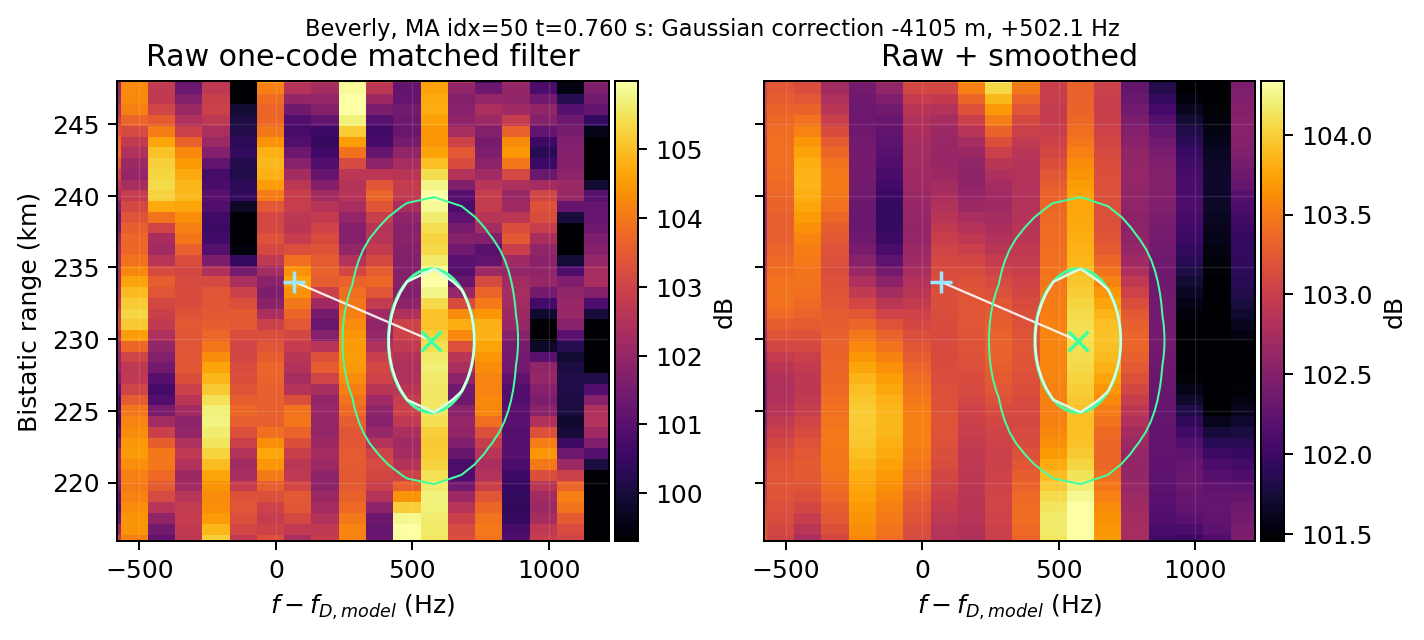 Beverly, MA idx=50 t=0.760 s: Gaussian correction -4105 m, +502.1 Hz
Raw one-code matched filter
Raw + smoothed
Bistatic range (km)
245
240
235
230
225
220
−500 0 500 1000
f − f_{D, model} (Hz)
105
104
103
102
101
100
dB
−500 0 500 1000
f − f_{D, model} (Hz)
104.0
103.5
103.0
102.5
102.0
101.5
dB